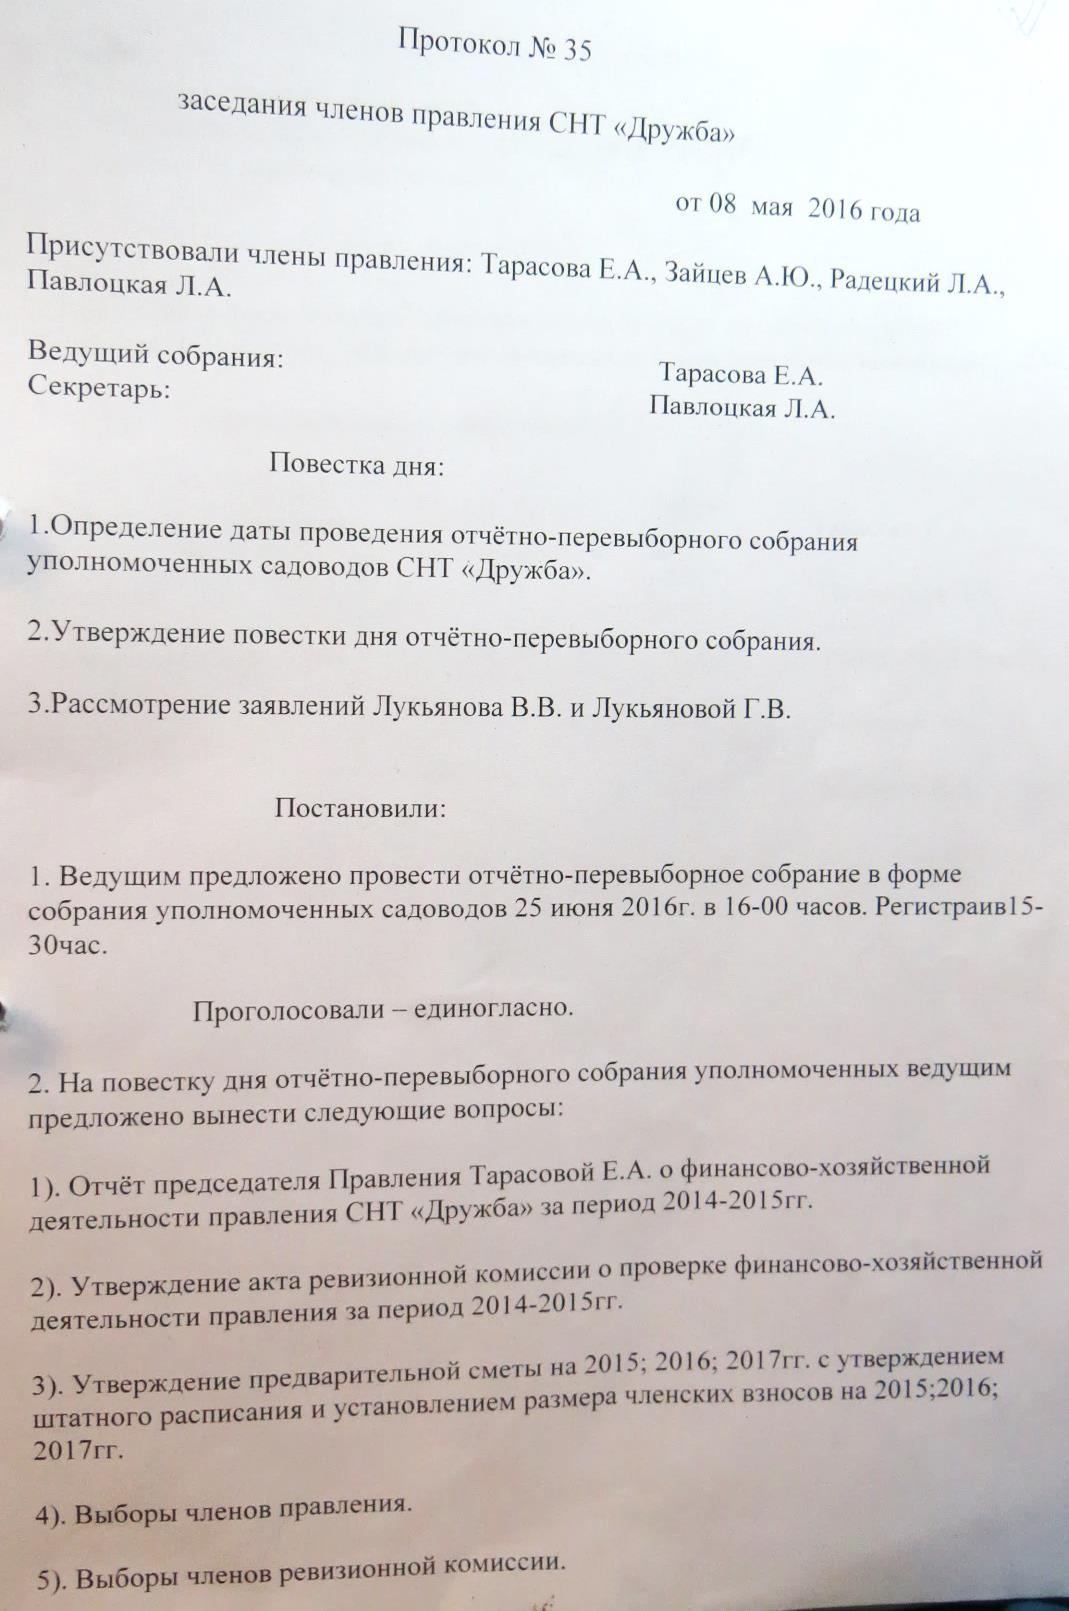 Протокол № 35
заседания членов правления СНТ «Дружба»
от 08 мая 2016 года
Присутствовали члены правления: Тарасова Е.А., Зайцев А.Ю., Радецкий Л.А.,
Павлоцкая Л.А.
Ведущий собрания: Тарасова Е.А.
Секретарь: Павлоцкая Л.А.
Повестка дня:
1.Определение даты проведения отчётно-перевыборного собрания
уполномоченных садоводов СНТ «Дружба».
2.Утверждение повестки дня отчётно-перевыборного собрания.
3.Рассмотрение заявлений Лукьянова В.В. и Лукьяновой Г.В.
Постановили:
1. Ведущим предложено провести отчётно-перевыборное собрание в форме
собрания уполномоченных садоводов 25 июня 2016г. в 16-00 часов. Регистраив15-
30час.
Проголосовали – единогласно.
2. На повестку дня отчётно-перевыборного собрания уполномоченных ведущим
предложено вынести следующие вопросы:
1). Отчёт председателя Правления Тарасовой Е.А. о финансово-хозяйственной
деятельности правления СНТ «Дружба» за период 2014-2015гг.
2). Утверждение акта ревизионной комиссии о проверке финансово-хозяйственной
деятельности правления за период 2014-2015гг.
3). Утверждение предварительной сметы на 2015; 2016; 2017гг. с утверждением
штатного расписания и установлением размера членских взносов на 2015;2016;
2017гг.
4). Выборы членов правления.
5). Выборы членов ревизионной комиссии.